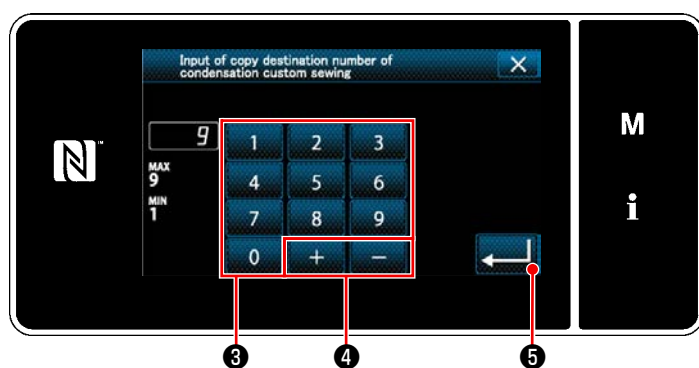 Input of copy destination number of
condensation custom sewing
9
1 2 3
MAX
9
4 5 6
MIN
1
7 8 9
0 + −
N™
M
i
❸ ❹ ❺